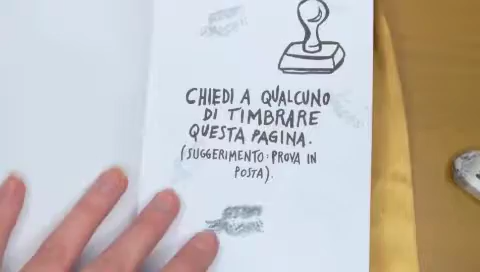 CHIEDI A QUALCUNO
DI TIMBRARE
QUESTA PAGINA.
(SUGGERIMENTO: PROVA IN
POSTA).